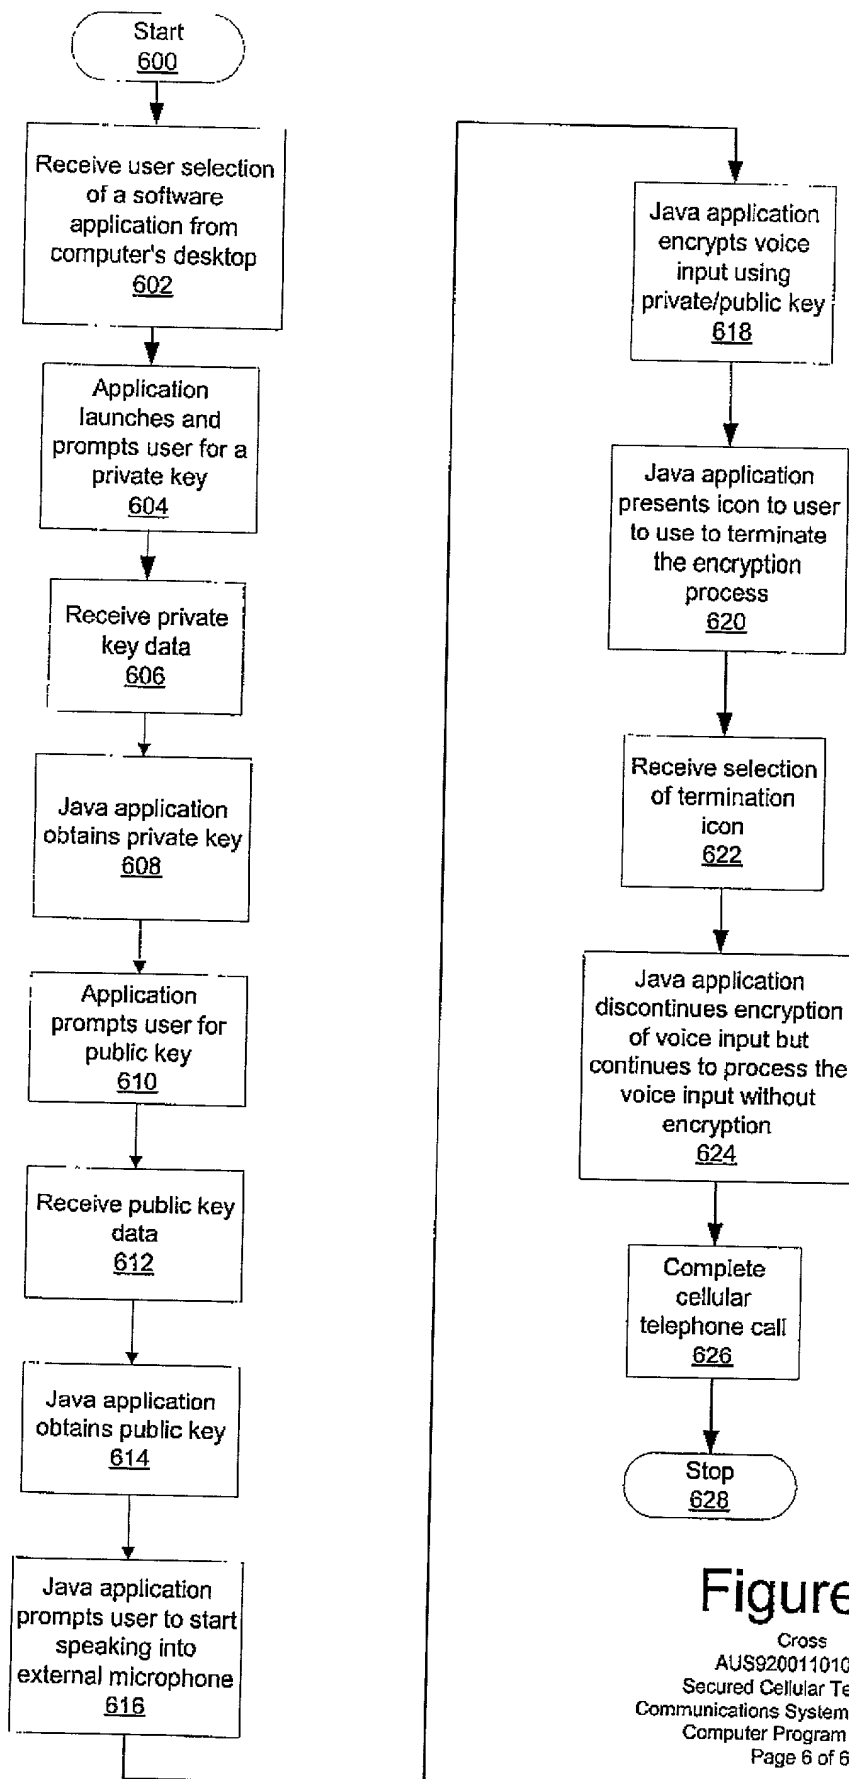 Start
600
Receive user selection
of a software
application from
computer's desktop
602
Application
launches and
prompts user for a
private key
604
Receive private
key data
606
Java application
obtains private key
608
Application
prompts user for
public key
610
Receive public key
data
612
Java application
obtains public key
614
Java application
prompts user to start
speaking into
external microphone
616
Java application
encrypts voice
input using
private/public key
618
Java application
presents icon to user
to use to terminate
the encryption
process
620
Receive selection
of termination
icon
622
Java application
discontinues encryption
of voice input but
continues to process the
voice input without
encryption
624
Complete
cellular
telephone call
626
Stop
628
Figure
Cross
AUS920011010
Secured Cellular Te
Communications System
Computer Program
Page 6 of 6